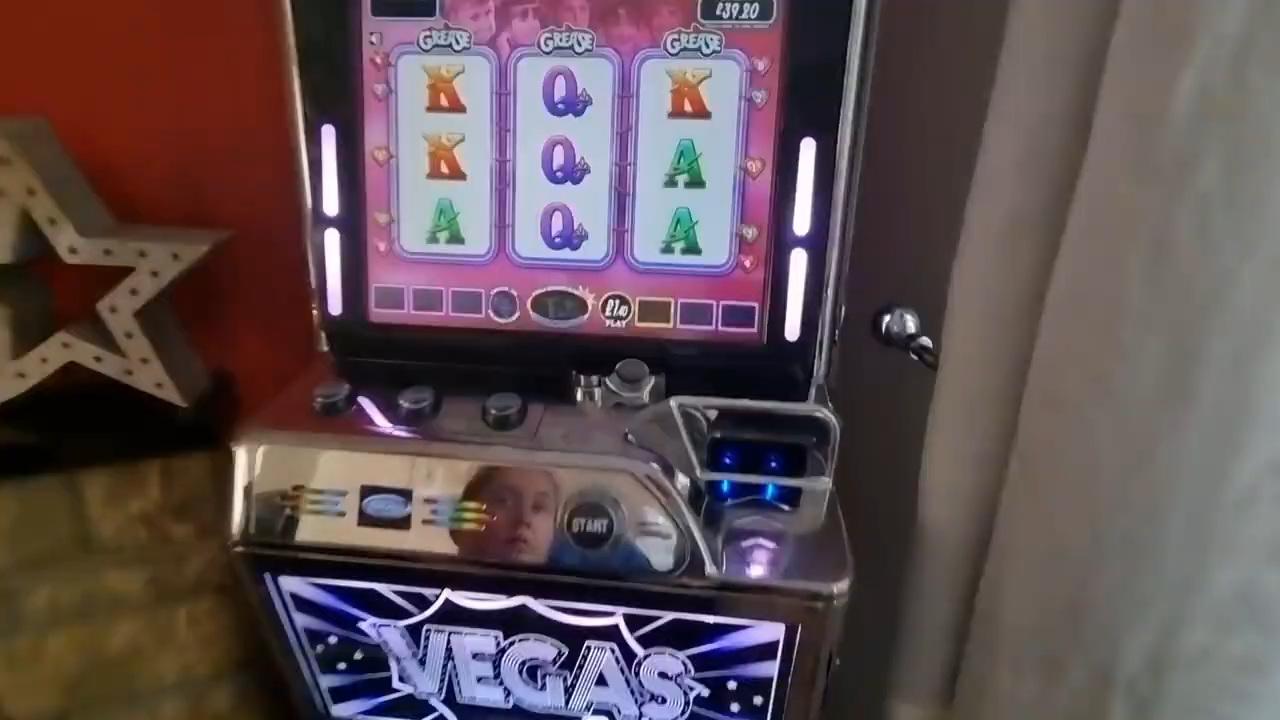 £39.20
GREASE GREASE GREASE
K Q K
K Q A
A Q A
£1.40
PLAY
START
VEGAS